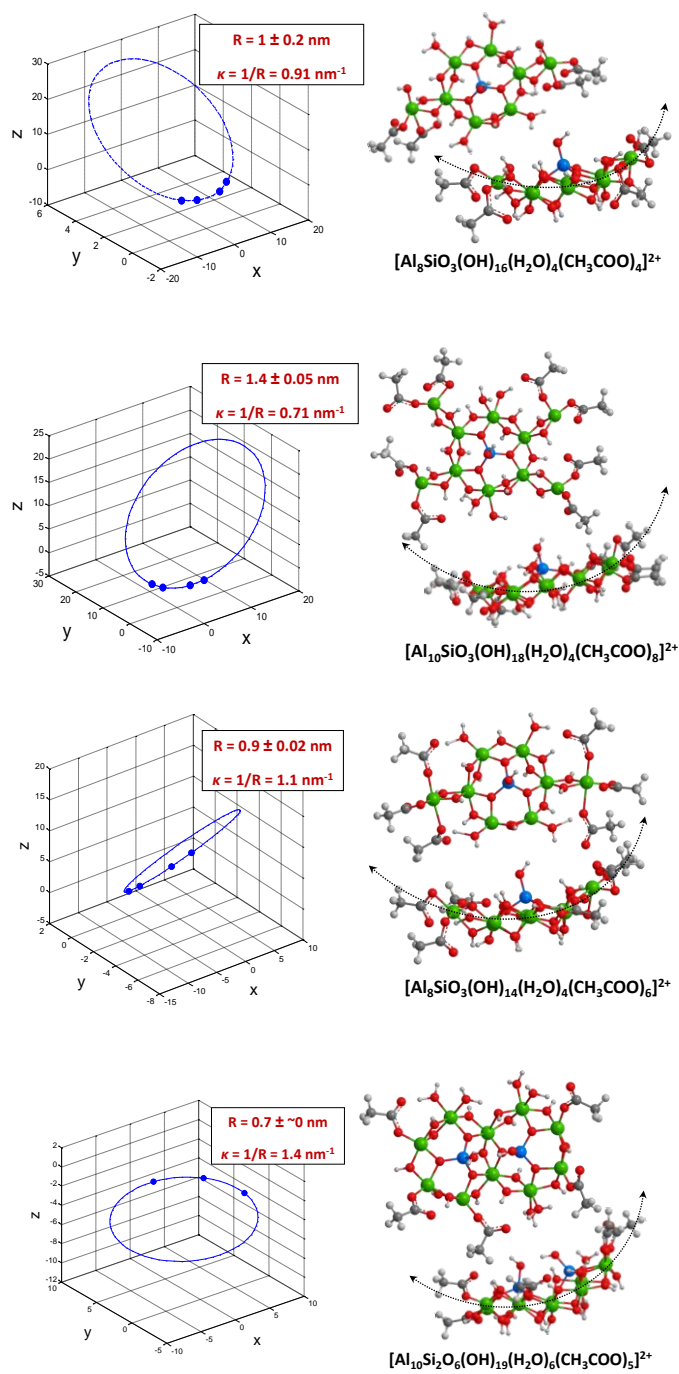 R = 1 ± 0.2 nm
κ = 1/R = 0.91 nm⁻¹
30
20
10
0
-10
z
6
4
2
0
-2
y
-20
-10
0
10
20
x
[Al₈SiO₃(OH)₁₆(H₂O)₄(CH₃COO)₄]²⁺
R = 1.4 ± 0.05 nm
κ = 1/R = 0.71 nm⁻¹
25
20
15
10
5
0
-5
z
30
20
10
0
-10
y
-10
0
10
20
x
[Al₁₀SiO₃(OH)₁₈(H₂O)₄(CH₃COO)₈]²⁺
R = 0.9 ± 0.02 nm
κ = 1/R = 1.1 nm⁻¹
20
15
10
5
0
-5
z
2
0
-2
-4
-6
-8
y
-15
-10
-5
0
5
10
x
[Al₈SiO₃(OH)₁₄(H₂O)₄(CH₃COO)₆]²⁺
R = 0.7 ± ~0 nm
κ = 1/R = 1.4 nm⁻¹
2
0
-2
-4
-6
-8
-10
-12
z
10
5
0
-5
y
-10
-5
0
5
10
x
[Al₁₀Si₂O₆(OH)₁₉(H₂O)₆(CH₃COO)₅]²⁺